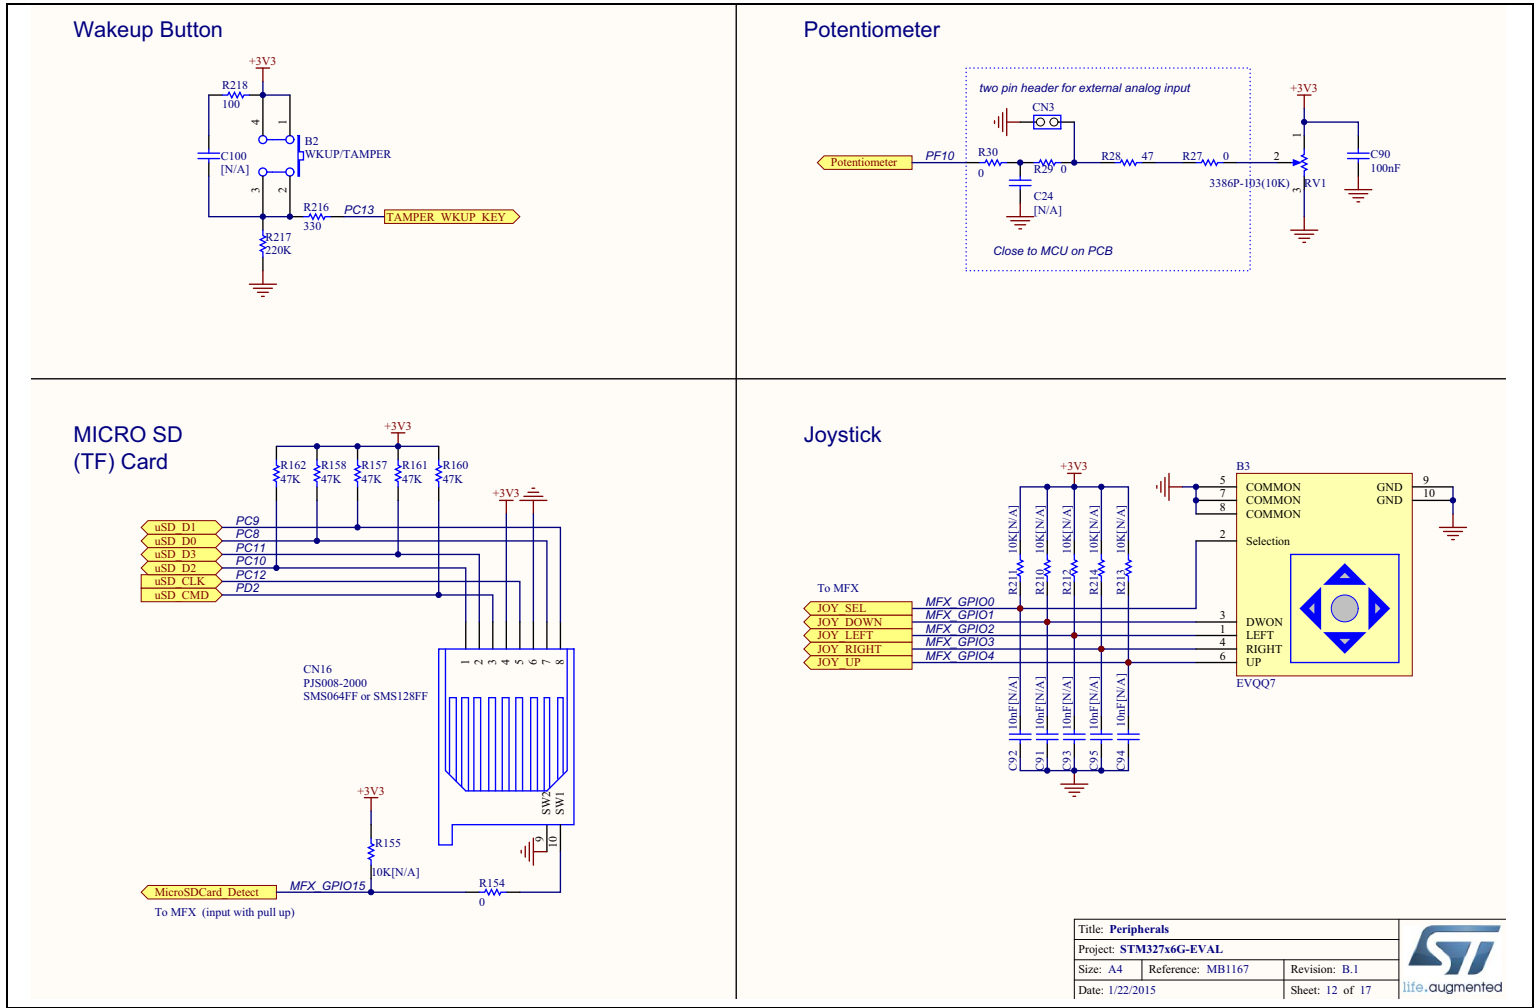 Wakeup Button
+3V3
R218
100
4
1
B2
WKUP/TAMPER
C100
[N/A]
3
2
R216
PC13
TAMPER_WKUP_KEY
330
R217
220K
Potentiometer
two pin header for external analog input
CN3
+3V3
1
Potentiometer
PF10
R30
0
R29
0
R28
47
R27
0
2
C90
100nF
3386P-103(10K)
RV1
3
C24
[N/A]
Close to MCU on PCB
MICRO SD
(TF) Card
+3V3
R162
47K
R158
47K
R157
47K
R161
47K
R160
47K
+3V3
uSD_D1
PC9
uSD_D0
PC8
uSD_D3
PC11
uSD_D2
PC10
uSD_CLK
PC12
uSD_CMD
PD2
1
2
3
4
5
6
7
8
CN16
PJS008-2000
SMS064FF or SMS128FF
SW2
SW1
9
10
+3V3
R155
10K[N/A]
MicroSDCard_Detect
MFX_GPIO15
R154
0
To MFX  (input with pull up)
Joystick
+3V3
R211
10K[N/A]
R210
10K[N/A]
R212
10K[N/A]
R214
10K[N/A]
R213
10K[N/A]
To MFX
JOY_SEL
MFX_GPIO0
JOY_DOWN
MFX_GPIO1
JOY_LEFT
MFX_GPIO2
JOY_RIGHT
MFX_GPIO3
JOY_UP
MFX_GPIO4
C92
10nF[N/A]
C91
10nF[N/A]
C93
10nF[N/A]
C95
10nF[N/A]
C94
10nF[N/A]
B3
5
COMMON
7
COMMON
8
COMMON
2
Selection
3
DWON
1
LEFT
4
RIGHT
6
UP
GND
9
GND
10
EVQQ7
Title: Peripherals
Project: STM327x6G-EVAL
Size: A4 Reference: MB1167 Revision: B.1
Date: 1/22/2015 Sheet: 12 of 17
ST
life.augmented